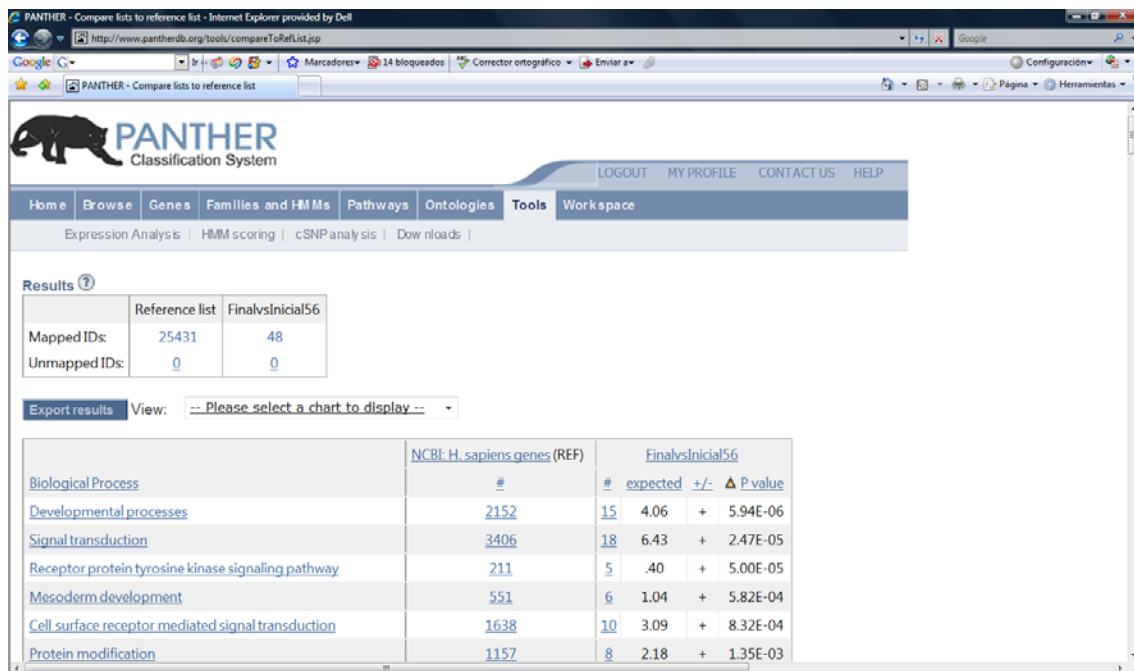 PANTHER - Compare lists to reference list - Internet Explorer provided by Dell
http://www.pantherdb.org/tools/compareToRefList.jsp
Google
Google G Ir Marcadores 14 bloqueados Corrector ortográfico Enviar a Configuración
PANTHER - Compare lists to reference list Página Herramientas
PANTHER
Classification System
LOGOUT MY PROFILE CONTACT US HELP
Home Browse Genes Families and HMMs Pathways Ontologies Tools Workspace
Expression Analysis | HMM scoring | cSNP analysis | Downloads |
Results ?
Reference list FinalvsInicial56
Mapped IDs: 25431 48
Unmapped IDs: 0 0
Export results View: -- Please select a chart to display --
NCBI: H. sapiens genes (REF) FinalvsInicial56
Biological Process # # expected +/- P value
Developmental processes 2152 15 4.06 + 5.94E-06
Signal transduction 3406 18 6.43 + 2.47E-05
Receptor protein tyrosine kinase signaling pathway 211 5 .40 + 5.00E-05
Mesoderm development 551 6 1.04 + 5.82E-04
Cell surface receptor mediated signal transduction 1638 10 3.09 + 8.32E-04
Protein modification 1157 8 2.18 + 1.35E-03